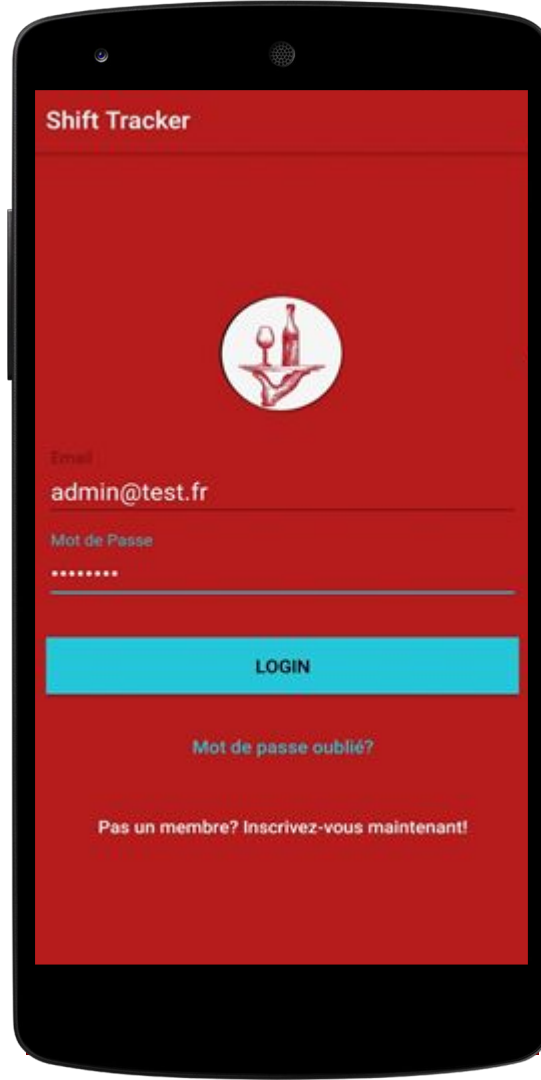 Shift Tracker
Email
admin@test.fr
Mot de Passe
••••••••
LOGIN
Mot de passe oublié?
Pas un membre? Inscrivez-vous maintenant!